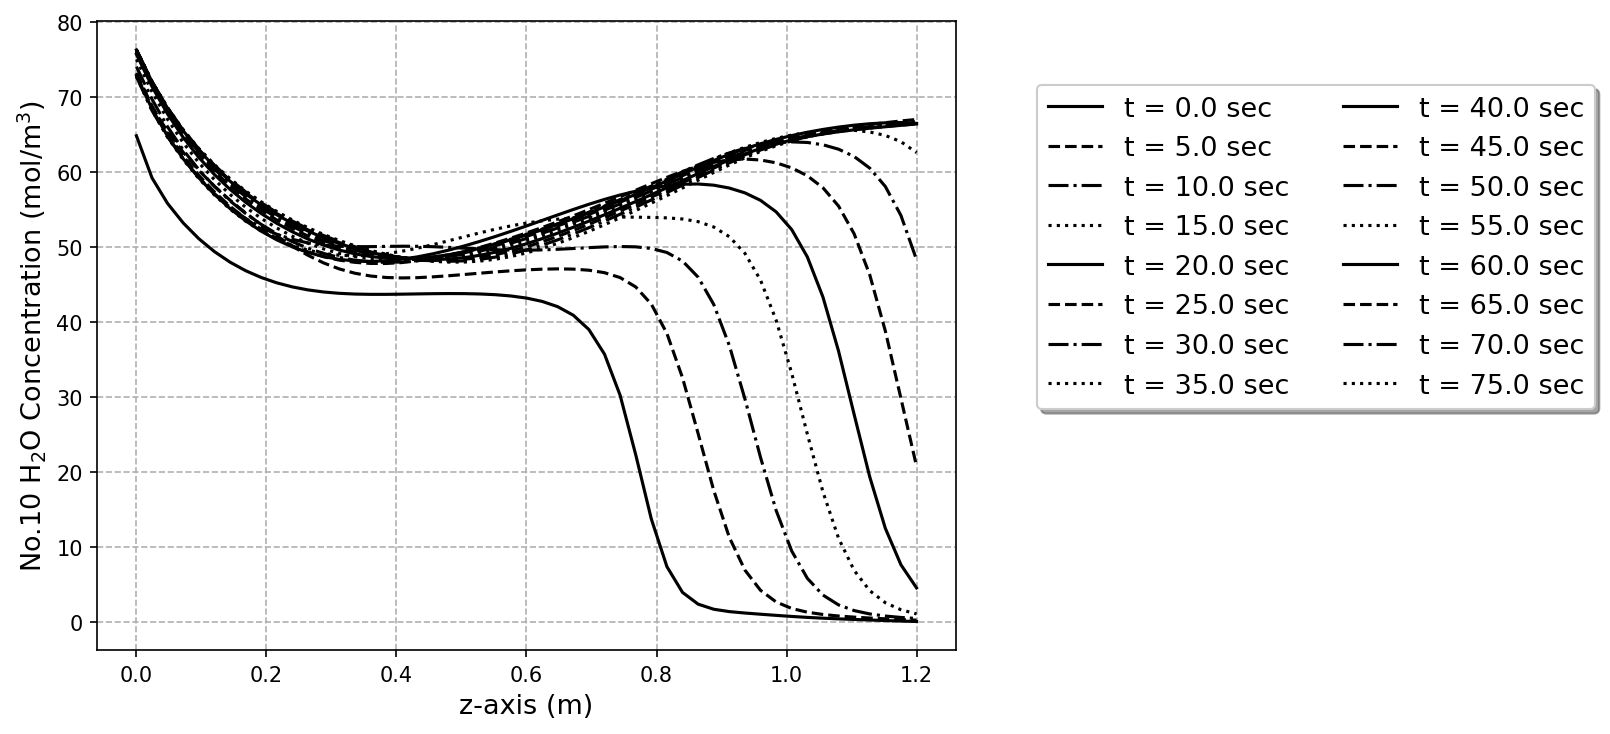 80
70
60
50
40
30
20
10
0
No.10 H₂O Concentration (mol/m³)
0.0 0.2 0.4 0.6 0.8 1.0 1.2
z-axis (m)
t = 0.0 sec
t = 5.0 sec
t = 10.0 sec
t = 15.0 sec
t = 20.0 sec
t = 25.0 sec
t = 30.0 sec
t = 35.0 sec
t = 40.0 sec
t = 45.0 sec
t = 50.0 sec
t = 55.0 sec
t = 60.0 sec
t = 65.0 sec
t = 70.0 sec
t = 75.0 sec